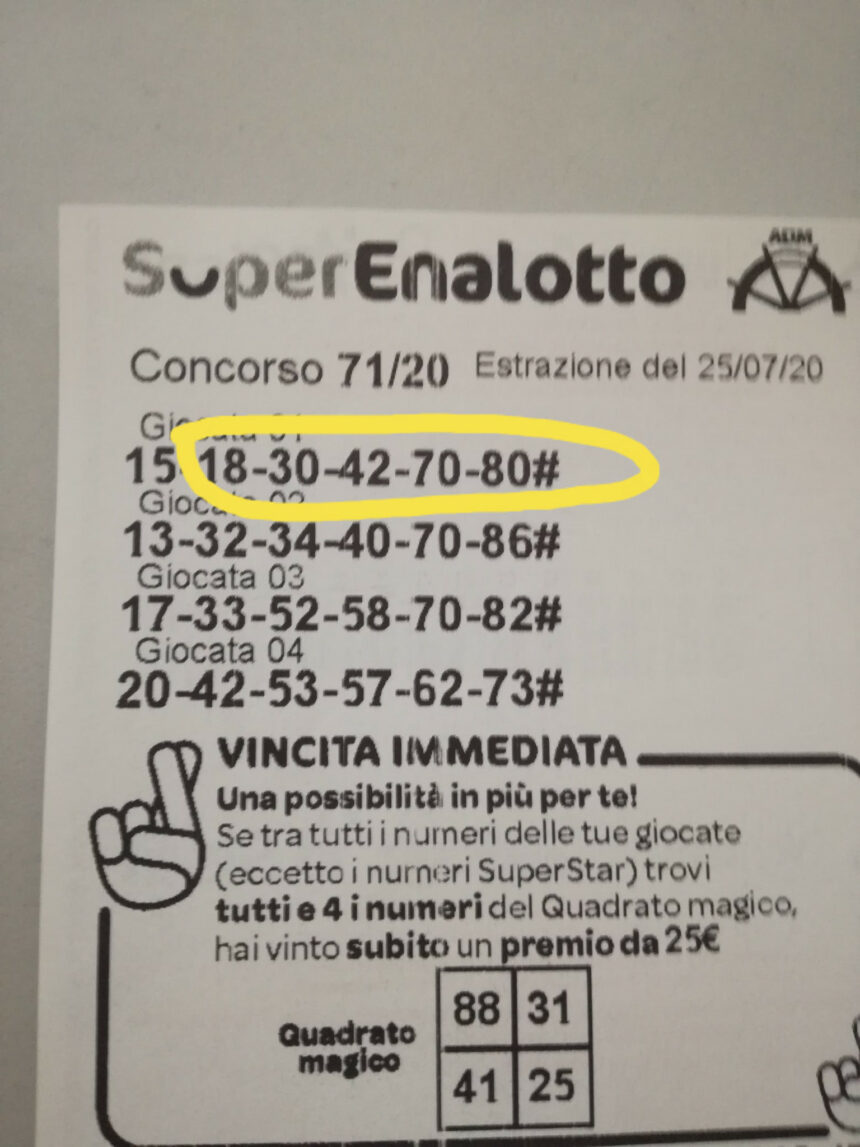 SuperEnalotto
ADM
Concorso 71/20 Estrazione del 25/07/20
Giocata 01
15-18-30-42-70-80#
Giocata 02
13-32-34-40-70-86#
Giocata 03
17-33-52-58-70-82#
Giocata 04
20-42-53-57-62-73#
VINCITA IMMEDIATA
Una possibilità in più per te!
Se tra tutti i numeri delle tue giocate
(eccetto i numeri SuperStar) trovi
tutti e 4 i numeri del Quadrato magico,
hai vinto subito un premio da 25€
Quadrato
magico
88 31
41 25